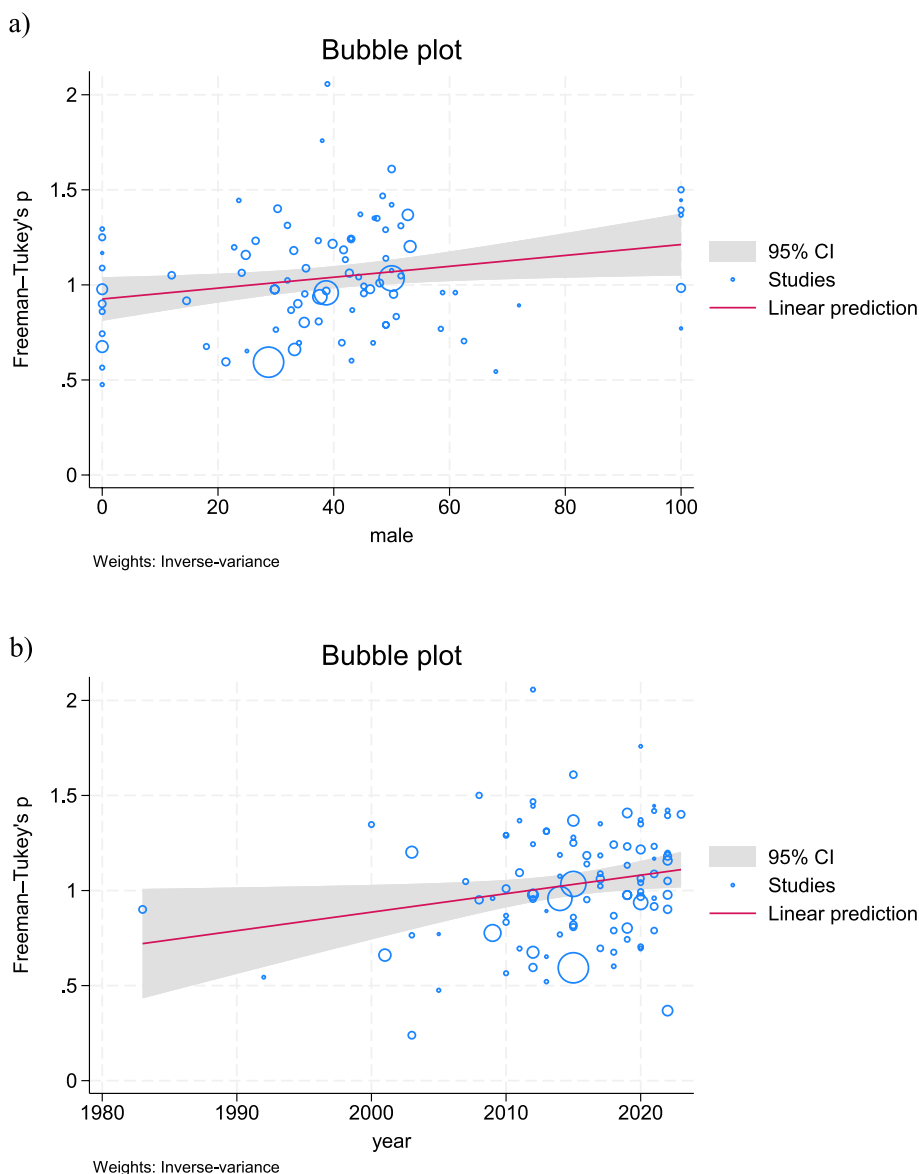 a)
Bubble plot
Freeman–Tukey's p
2
1.5
1
.5
0
0 20 40 60 80 100
male
Weights: Inverse-variance
95% CI
Studies
Linear prediction
b)
Bubble plot
Freeman–Tukey's p
2
1.5
1
.5
0
1980 1990 2000 2010 2020
year
Weights: Inverse-variance
95% CI
Studies
Linear prediction